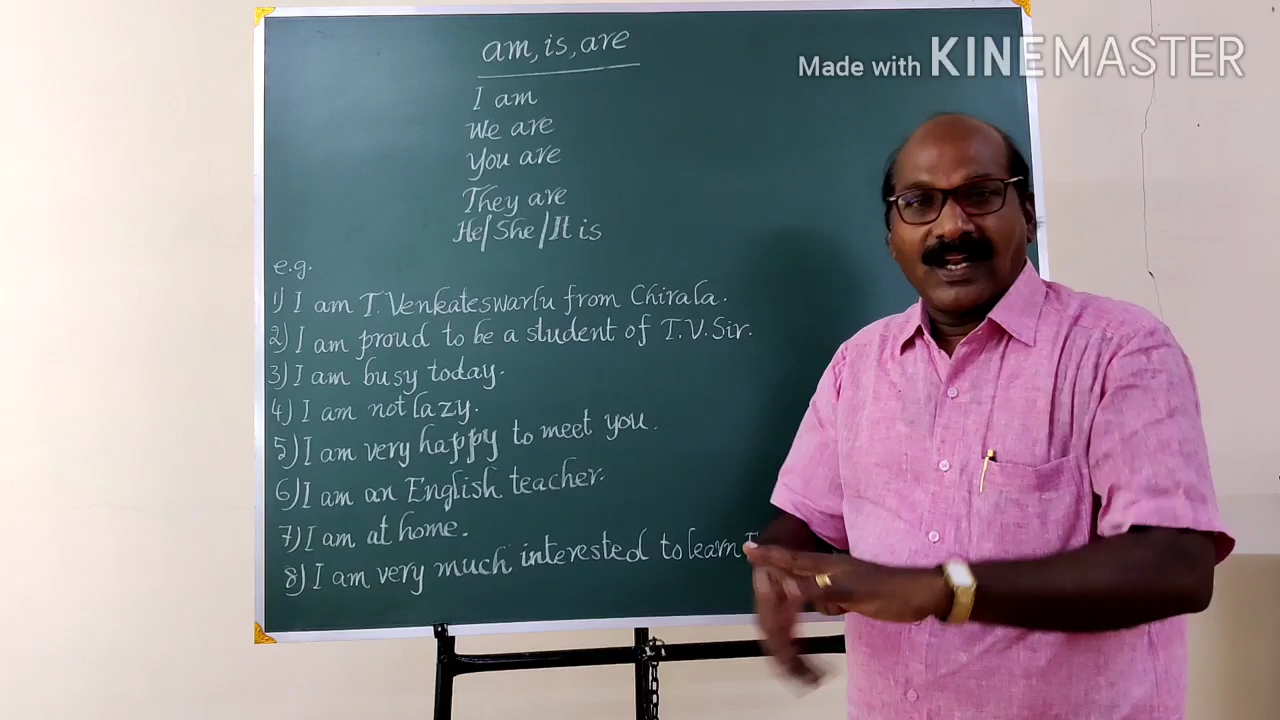 am, is, are
Made with KINEMASTER
I am
We are
You are
They are
He/She/It is
e.g.
1) I am T. Venkateswarlu from Chirala.
2) I am proud to be a student of T.V. Sir.
3) I am busy today.
4) I am not lazy.
5) I am very happy to meet you.
6) I am an English teacher.
7) I am at home.
8) I am very much interested to learn